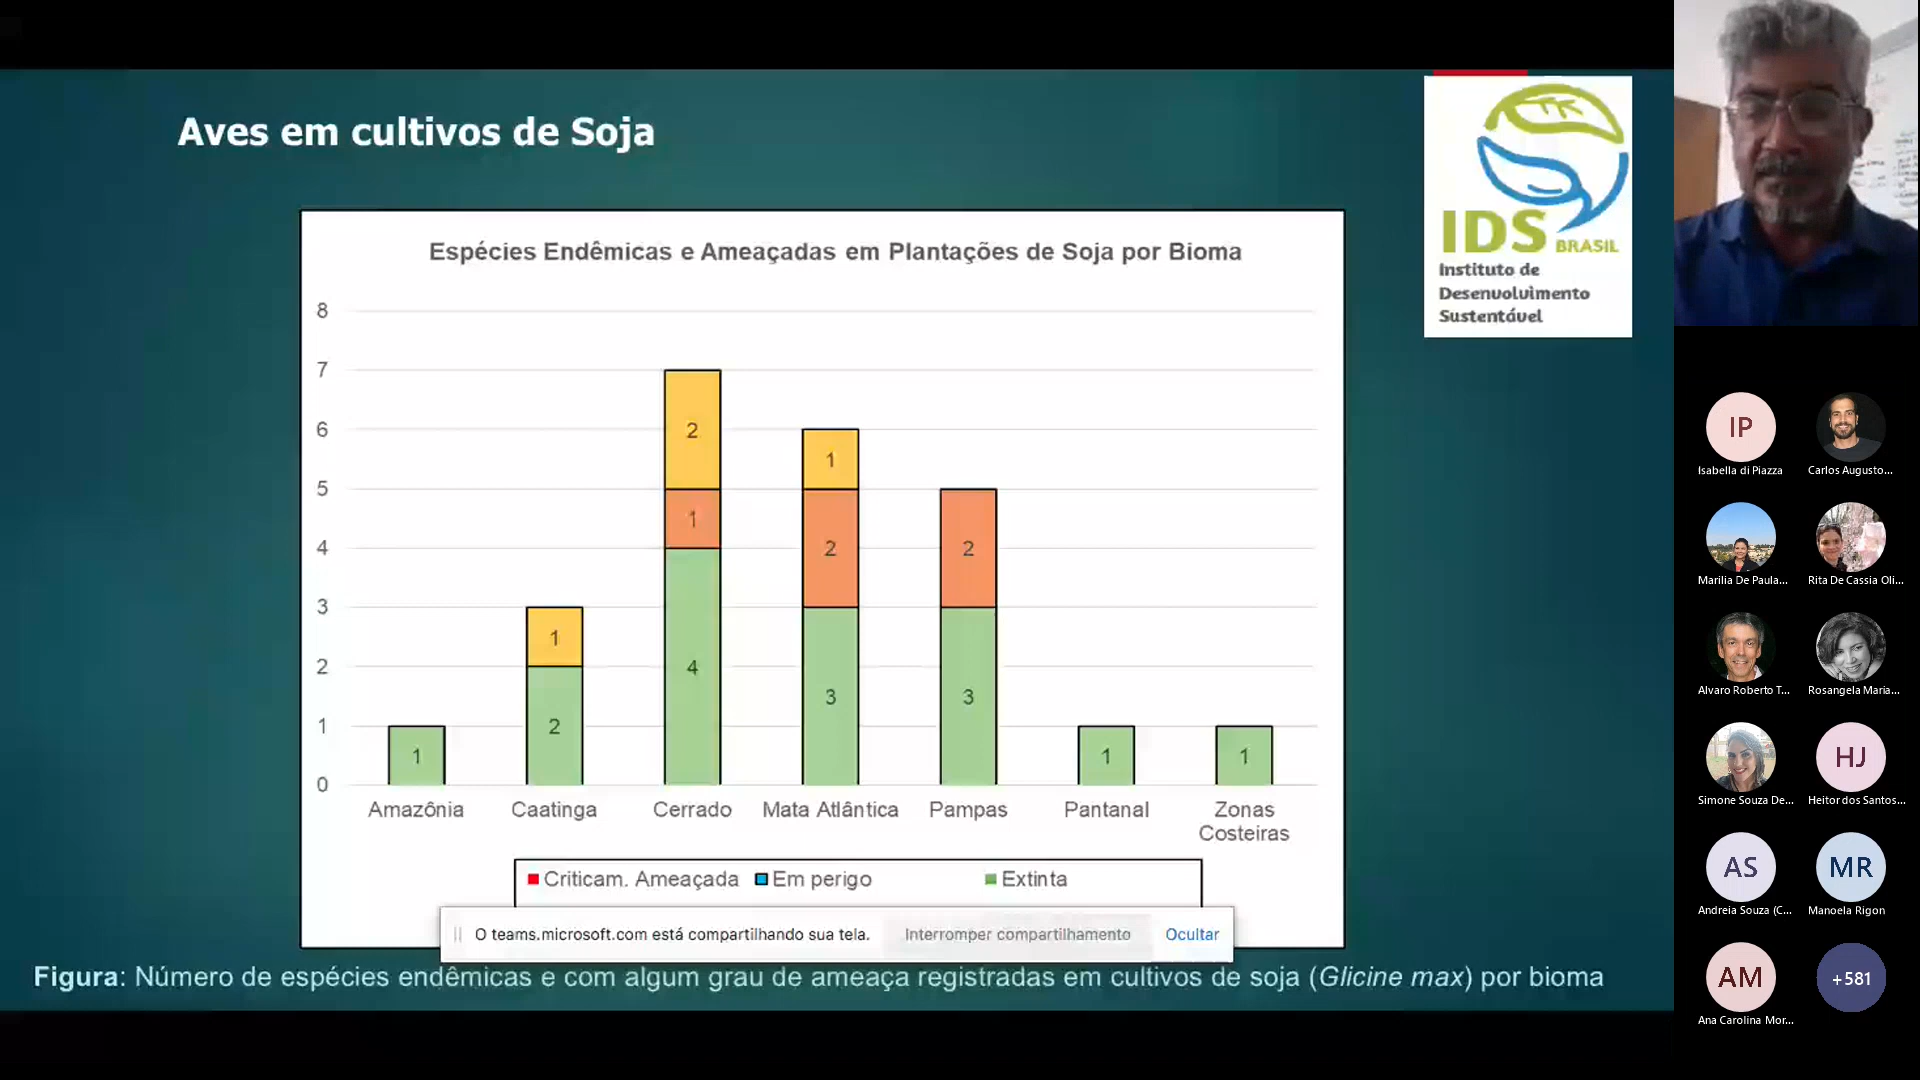 Aves em cultivos de Soja
IDS BRASIL
Instituto de
Desenvolvimento
Sustentável
Espécies Endêmicas e Ameaçadas em Plantações de Soja por Bioma
8
7
6
5
4
3
2
1
0
1
2
1
4
1
2
3
2
1
3
2
1
1
Amazônia
Caatinga
Cerrado
Mata Atlântica
Pampas
Pantanal
Zonas
Costeiras
Criticam. Ameaçada
Em perigo
Extinta
O teams.microsoft.com está compartilhando sua tela.
Interromper compartilhamento
Ocultar
Figura: Número de espécies endêmicas e com algum grau de ameaça registradas em cultivos de soja (Glicine max) por bioma
IP
Isabella di Piazza
Carlos Augusto...
Marilia De Paula...
Rita De Cassia Oli...
Alvaro Roberto T...
Rosangela Maria...
Simone Souza De...
HJ
Heitor dos Santos...
AS
Andreia Souza (C...
MR
Manoela Rigon
AM
Ana Carolina Mor...
+581